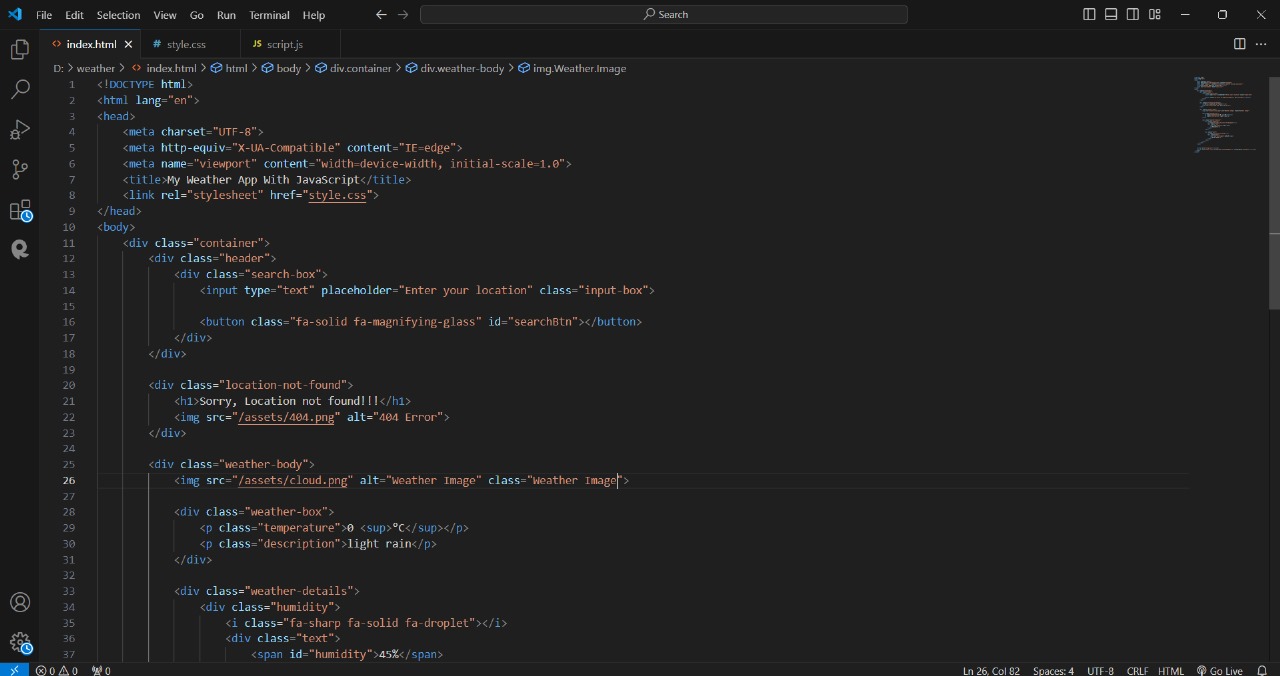 File Edit Selection View Go Run Terminal Help
Search
index.html
# style.css
JS script.js
D: > weather > index.html > html > body > div.container > div.weather-body > img.Weather.Image
1 <!DOCTYPE html>
2 <html lang="en">
3 <head>
4 <meta charset="UTF-8">
5 <meta http-equiv="X-UA-Compatible" content="IE=edge">
6 <meta name="viewport" content="width=device-width, initial-scale=1.0">
7 <title>My Weather App With JavaScript</title>
8 <link rel="stylesheet" href="style.css">
9 </head>
10 <body>
11 <div class="container">
12 <div class="header">
13 <div class="search-box">
14 <input type="text" placeholder="Enter your location" class="input-box">
15
16 <button class="fa-solid fa-magnifying-glass" id="searchBtn"></button>
17 </div>
18 </div>
19
20 <div class="location-not-found">
21 <h1>Sorry, Location not found!!!</h1>
22 <img src="/assets/404.png" alt="404 Error">
23 </div>
24
25 <div class="weather-body">
26 <img src="/assets/cloud.png" alt="Weather Image" class="Weather Image">
27
28 <div class="weather-box">
29 <p class="temperature">0 <sup>°C</sup></p>
30 <p class="description">light rain</p>
31 </div>
32
33 <div class="weather-details">
34 <div class="humidity">
35 <i class="fa-sharp fa-solid fa-droplet"></i>
36 <div class="text">
37 <span id="humidity">45%</span>
0 0 0 Ln 26, Col 82 Spaces: 4 UTF-8 CRLF HTML Go Live